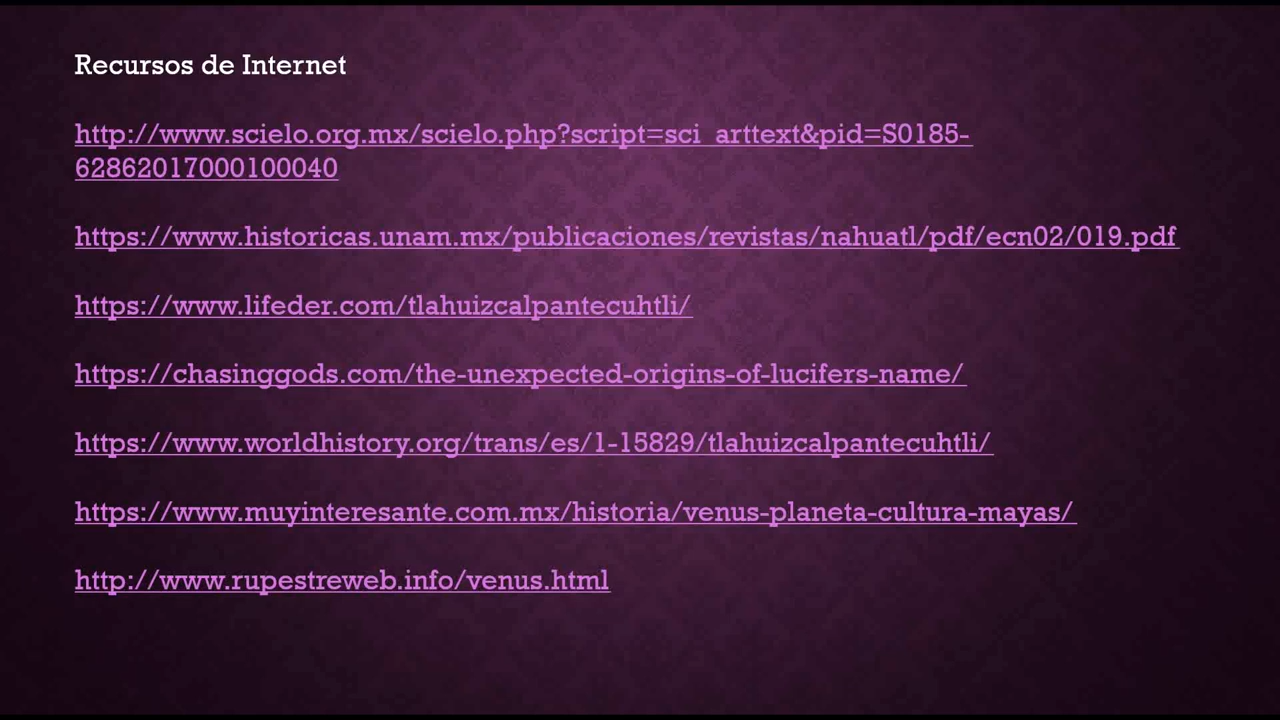 Recursos de Internet
http://www.scielo.org.mx/scielo.php?script=sci_arttext&pid=S0185-
62862017000100040
https://www.historicas.unam.mx/publicaciones/revistas/nahuatl/pdf/ecn02/019.pdf
https://www.lifeder.com/tlahuizcalpantecuhtli/
https://chasinggods.com/the-unexpected-origins-of-lucifers-name/
https://www.worldhistory.org/trans/es/1-15829/tlahuizcalpantecuhtli/
https://www.muyinteresante.com.mx/historia/venus-planeta-cultura-mayas/
http://www.rupestreweb.info/venus.html